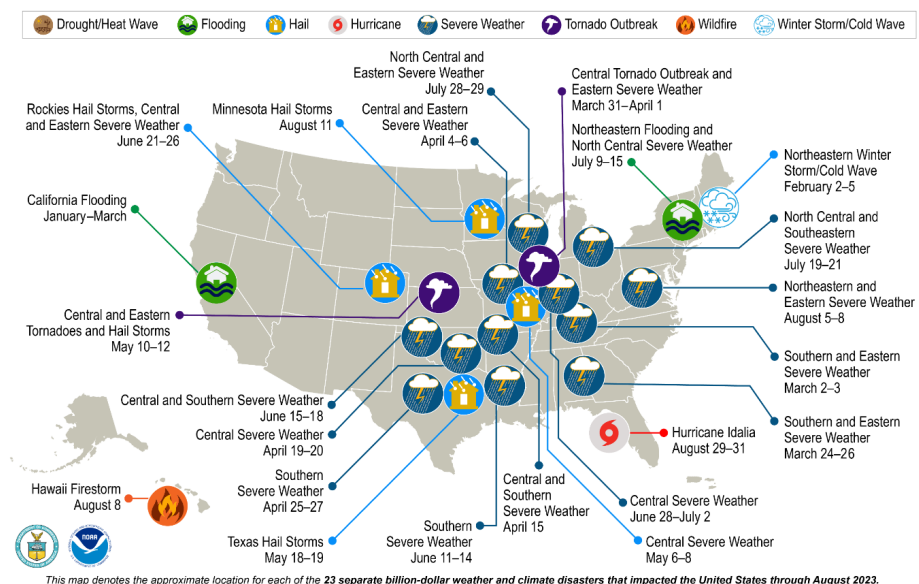 Drought/Heat Wave
Flooding
Hail
Hurricane
Severe Weather
Tornado Outbreak
Wildfire
Winter Storm/Cold Wave
North Central and
Eastern Severe Weather
July 28–29
Central Tornado Outbreak and
Eastern Severe Weather
March 31–April 1
Rockies Hail Storms, Central
and Eastern Severe Weather
June 21–26
Minnesota Hail Storms
August 11
Central and Eastern
Severe Weather
April 4–6
Northeastern Flooding and
North Central Severe Weather
July 9–15
Northeastern Winter
Storm/Cold Wave
February 2–5
California Flooding
January–March
North Central and
Southeastern
Severe Weather
July 19–21
Northeastern and
Eastern Severe Weather
August 5–8
Central and Eastern
Tornadoes and Hail Storms
May 10–12
Southern and Eastern
Severe Weather
March 2–3
Central and Southern Severe Weather
June 15–18
Southern and Eastern
Severe Weather
March 24–26
Central Severe Weather
April 19–20
Hurricane Idalia
August 29–31
Southern
Severe Weather
April 25–27
Central and
Southern
Severe Weather
April 15
Hawaii Firestorm
August 8
Central Severe Weather
June 28–July 2
Texas Hail Storms
May 18–19
Southern
Severe Weather
June 11–14
Central Severe Weather
May 6–8
NOAA
This map denotes the approximate location for each of the 23 separate billion-dollar weather and climate disasters that impacted the United States through August 2023.